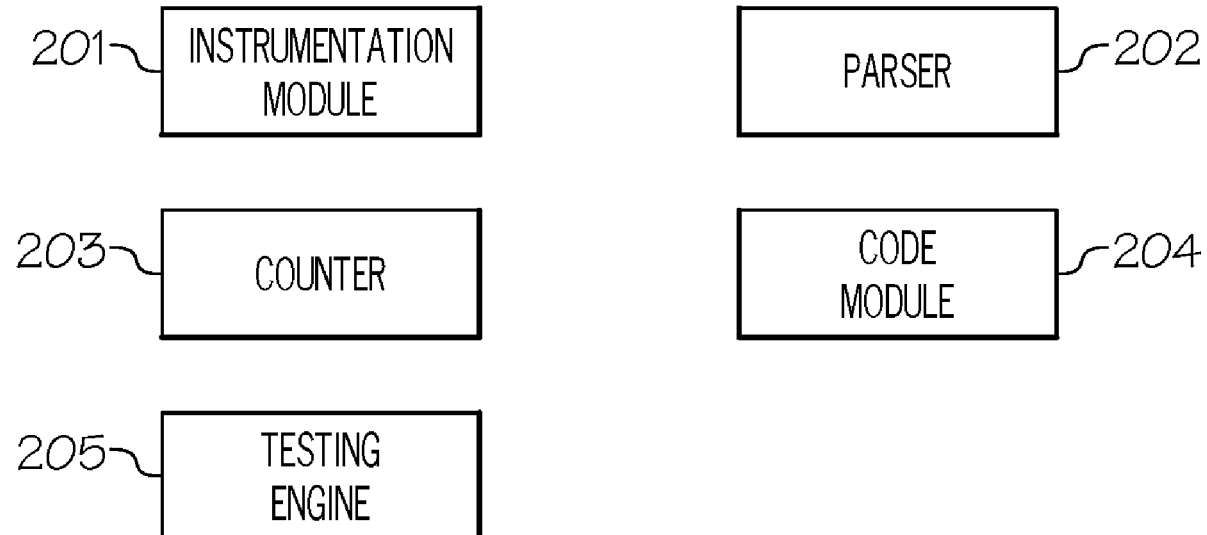 201
INSTRUMENTATION
MODULE
PARSER
202
203
COUNTER
CODE
MODULE
204
205
TESTING
ENGINE